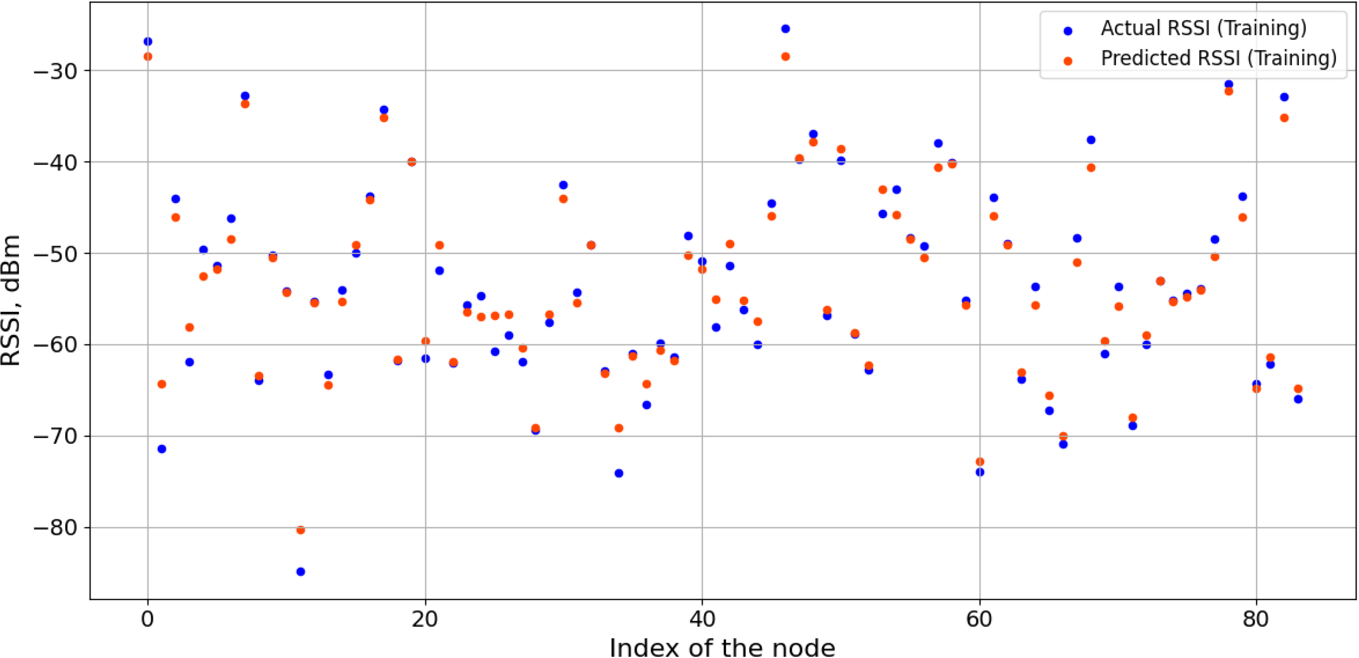 Actual RSSI (Training)
Predicted RSSI (Training)
RSSI, dBm
−30
−40
−50
−60
−70
−80
0 20 40 60 80
Index of the node